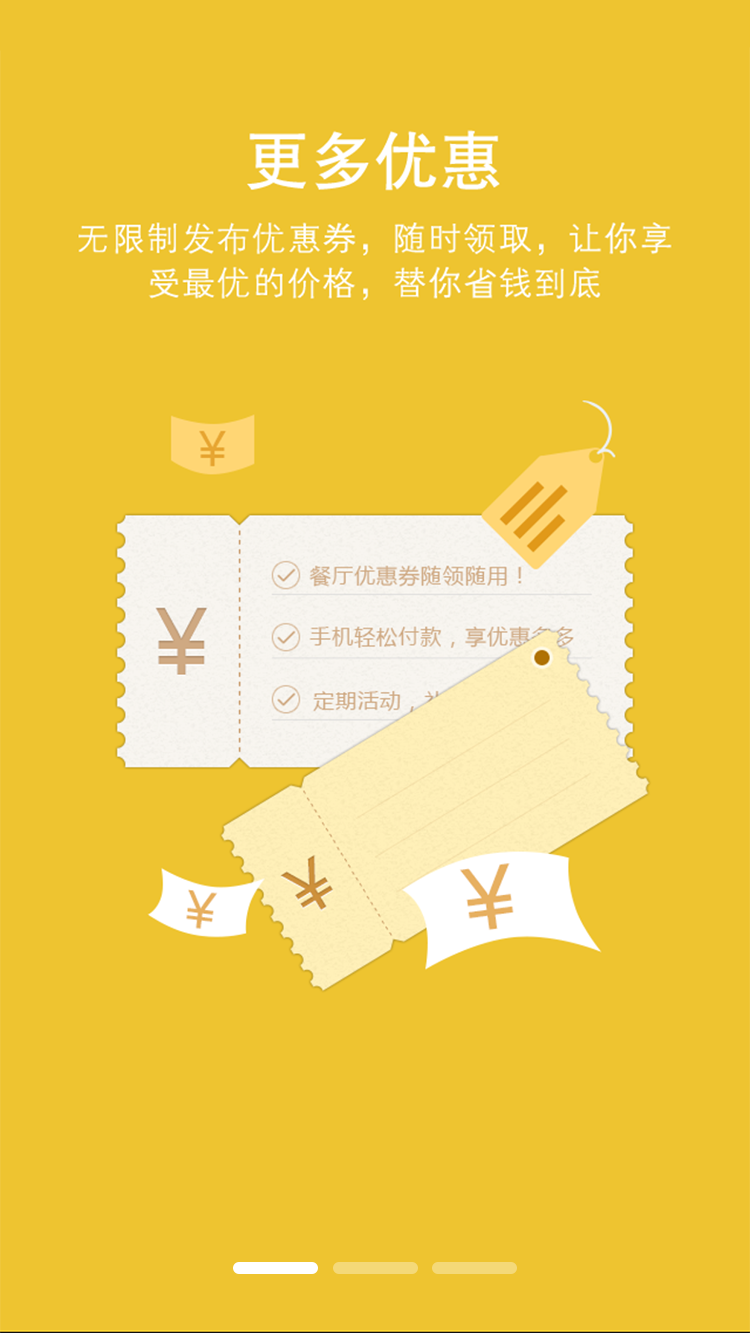 更多优惠
无限制发布优惠券，随时领取，让你享
受最优的价格，替你省钱到底
¥
餐厅优惠券随领随用！
¥
手机轻松付款，享优惠多多
定期活动，
¥
¥
¥